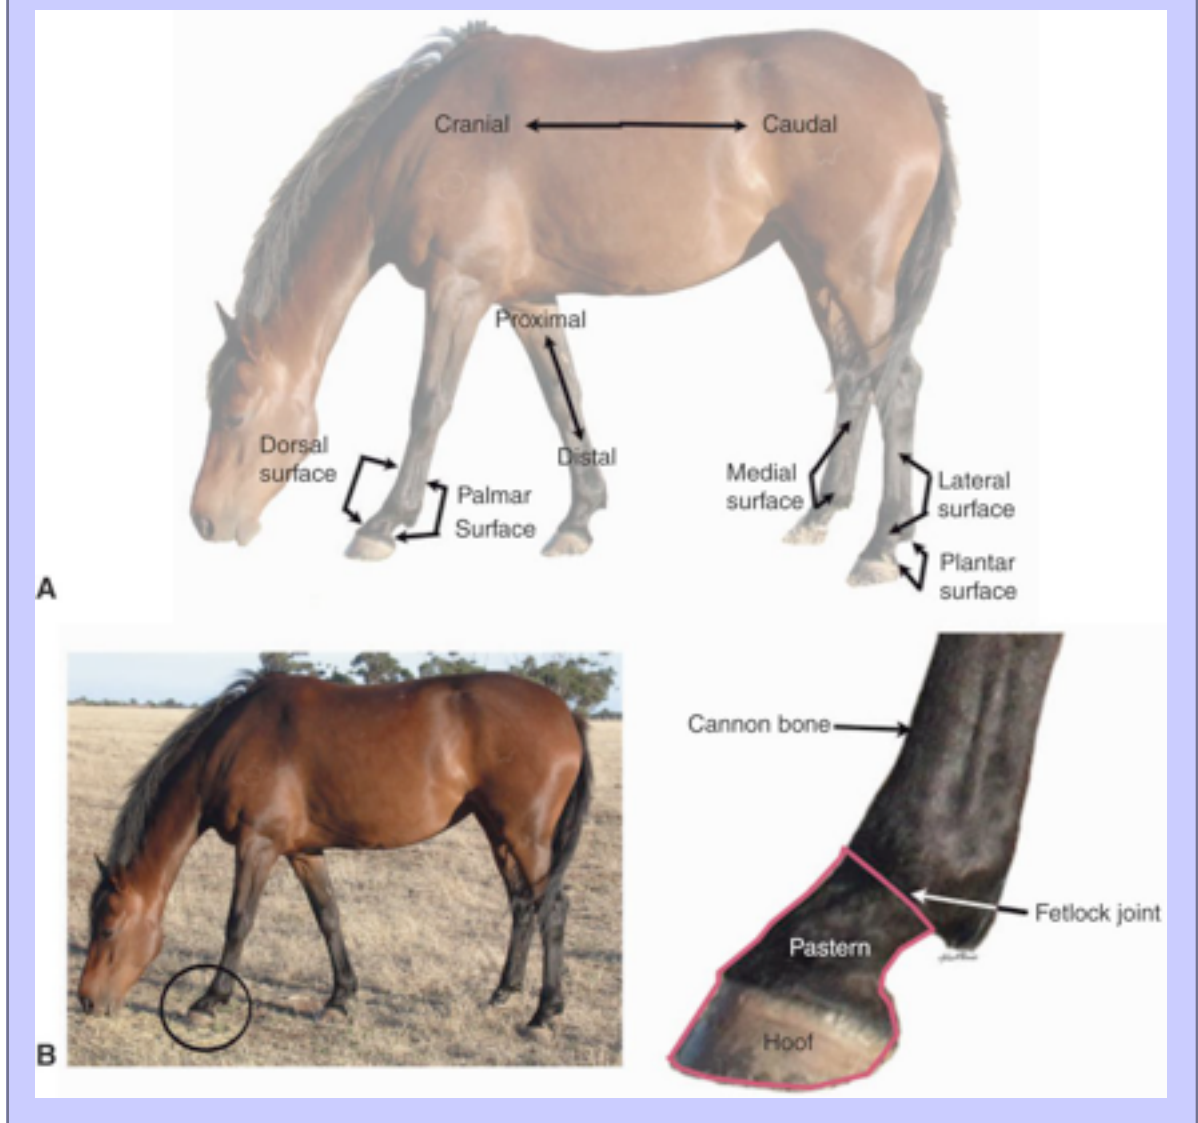 Cranial
Caudal
Proximal
Distal
Dorsal
surface
Palmar
Surface
Medial
surface
Lateral
surface
Plantar
surface
A
Cannon bone
Fetlock joint
Pastern
Hoof
B